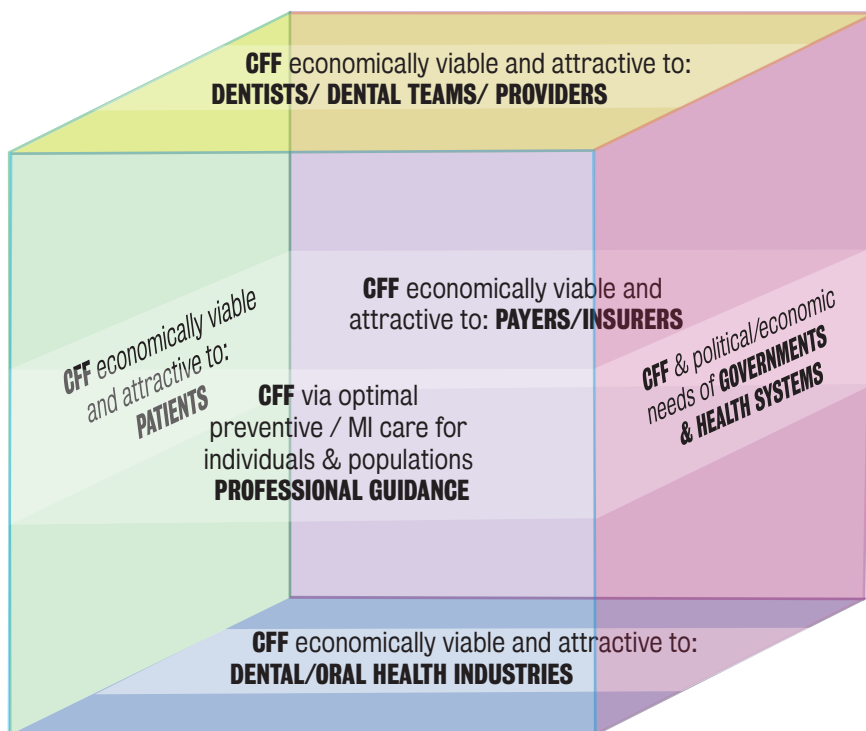 CFF economically viable and attractive to:
DENTISTS/ DENTAL TEAMS/ PROVIDERS
CFF economically viable and
attractive to: PAYERS/INSURERS
CFF economically viable
and attractive to:
PATIENTS
CFF & political/economic
needs of GOVERNMENTS
& HEALTH SYSTEMS
CFF via optimal
preventive / MI care for
individuals & populations
PROFESSIONAL GUIDANCE
CFF economically viable and attractive to:
DENTAL/ORAL HEALTH INDUSTRIES